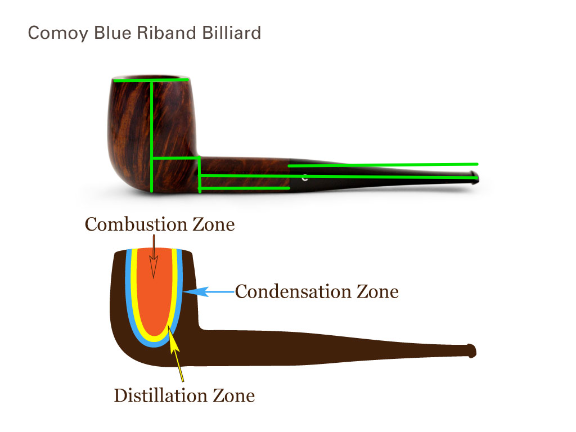 Comoy Blue Riband Billiard
C
Combustion Zone
Condensation Zone
Distillation Zone